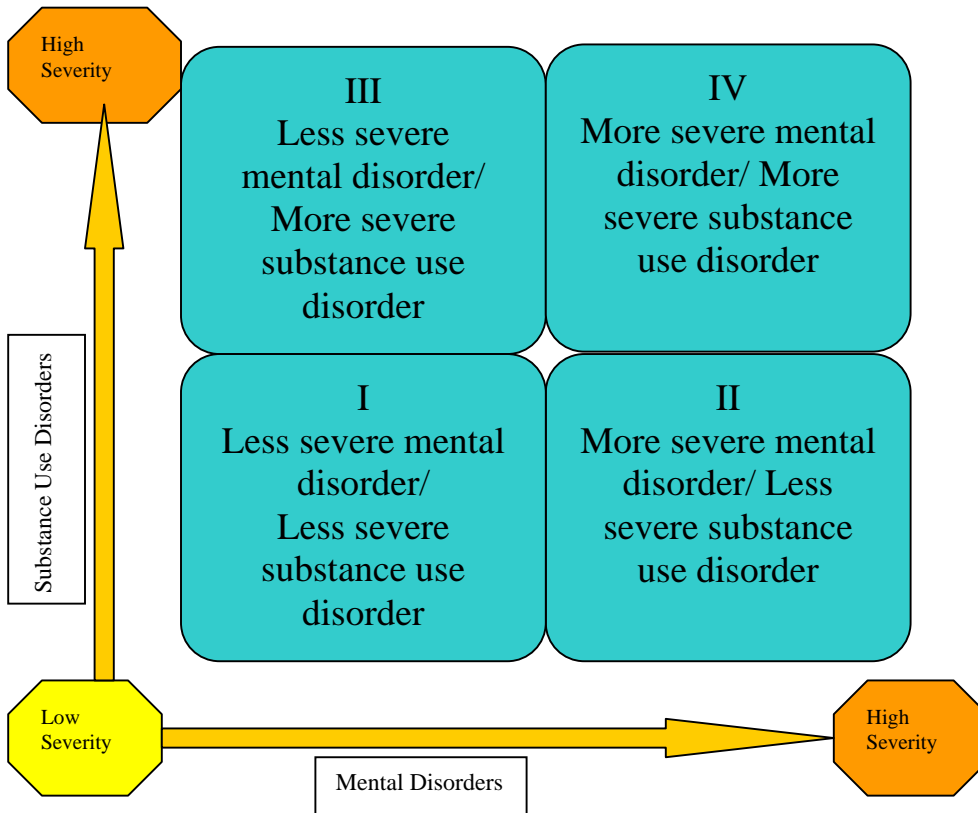 High
Severity
III
Less severe
mental disorder/
More severe
substance use
disorder
IV
More severe mental
disorder/ More
severe substance
use disorder
Substance Use Disorders
I
Less severe mental
disorder/
Less severe
substance use
disorder
II
More severe mental
disorder/ Less
severe substance
use disorder
Low
Severity
Mental Disorders
High
Severity